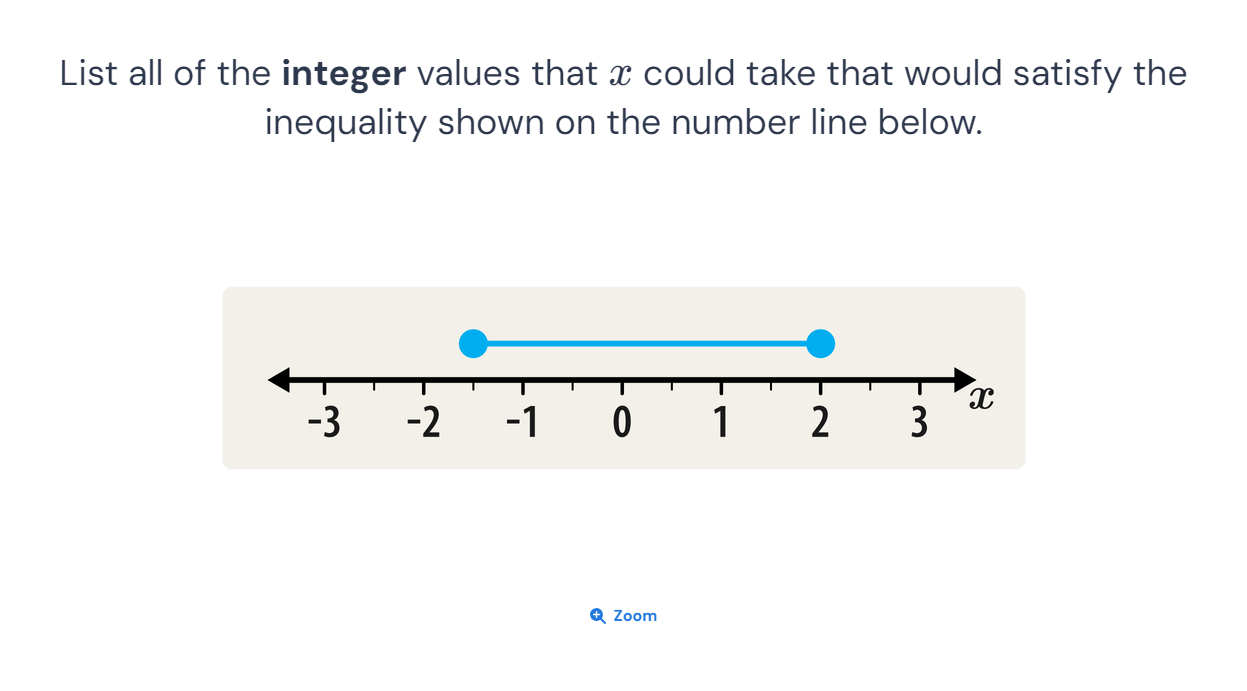 List all of the integer values that x could take that would satisfy the
inequality shown on the number line below.
-3 -2 -1 0 1 2 3 x
Zoom